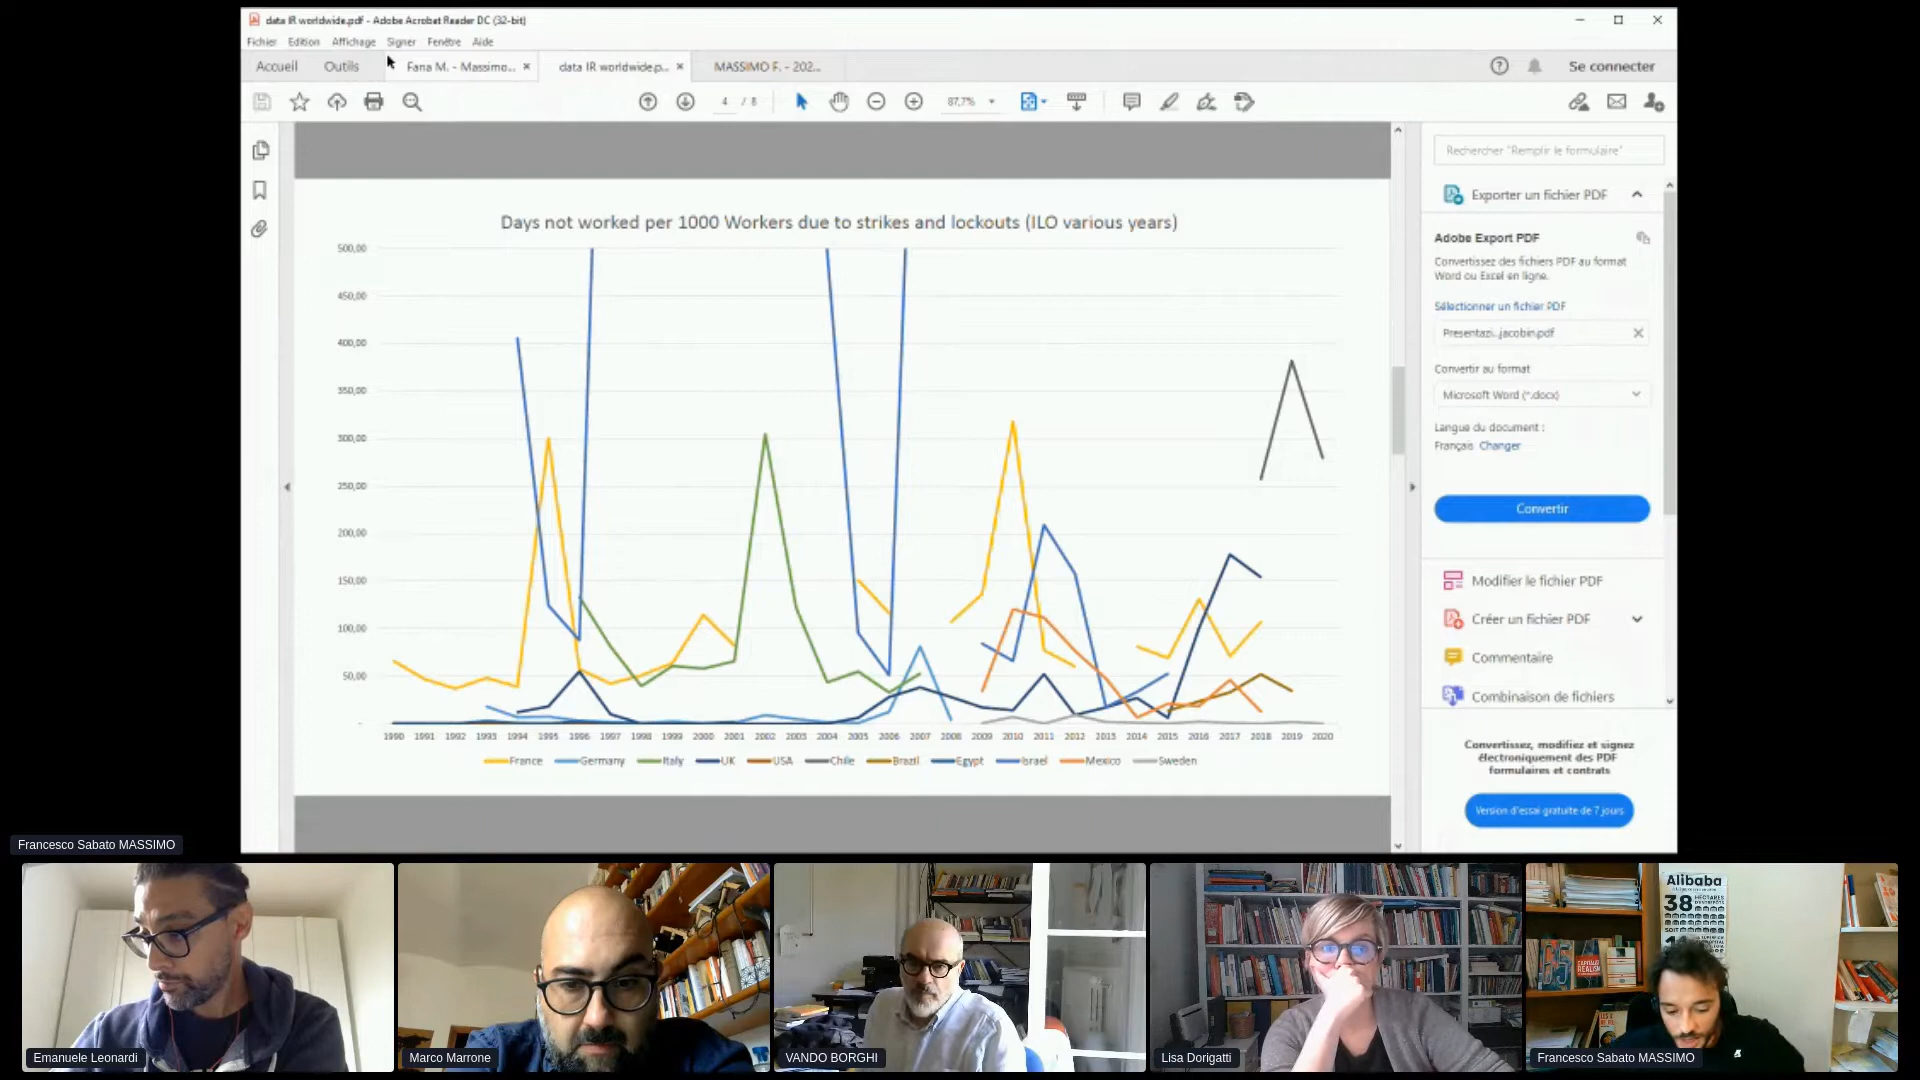 data IR worldwide.pdf - Adobe Acrobat Reader DC (32-bit)
Fichier Edition Affichage Signer Fenêtre Aide
Accueil Outils Fana M. - Massimo... × data IR worldwide.p... × MASSIMO F. - 202... Se connecter
4 / 8 87,7%
Rechercher "Remplir le formulaire"
Exporter un fichier PDF
Adobe Export PDF
Convertissez des fichiers PDF au format
Word ou Excel en ligne.
Sélectionner un fichier PDF
Presentazi...jacobin.pdf
Convertir au format
Microsoft Word (*.docx)
Langue du document :
Français Changer
Convertir
Modifier le fichier PDF
Créer un fichier PDF
Commentaire
Combinaison de fichiers
Convertissez, modifiez et signez
électroniquement des PDF
formulaires et contrats
Version d'essai gratuite de 7 jours
Days not worked per 1000 Workers due to strikes and lockouts (ILO various years)
500,00
450,00
400,00
350,00
300,00
250,00
200,00
150,00
100,00
50,00
-
1990 1991 1992 1993 1994 1995 1996 1997 1998 1999 2000 2001 2002 2003 2004 2005 2006 2007 2008 2009 2010 2011 2012 2013 2014 2015 2016 2017 2018 2019 2020
France Germany Italy UK USA Chile Brazil Egypt Israel Mexico Sweden
Francesco Sabato MASSIMO
Emanuele Leonardi
Marco Marrone
VANDO BORGHI
Lisa Dorigatti
Francesco Sabato MASSIMO
Alibaba
38 HECTARES